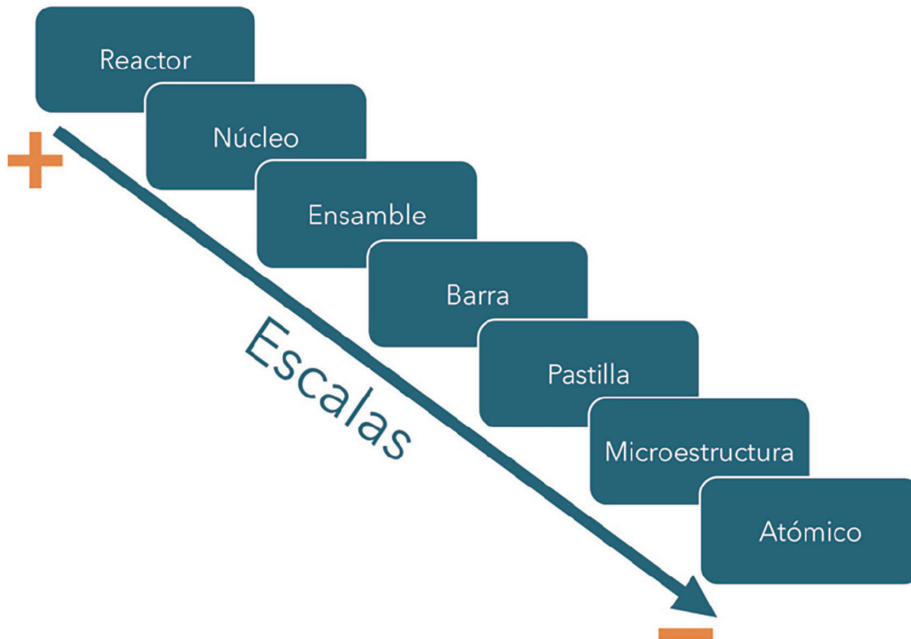 Reactor
Núcleo
Ensamble
Barra
Pastilla
Microestructura
Atómico
+
Escalas
-